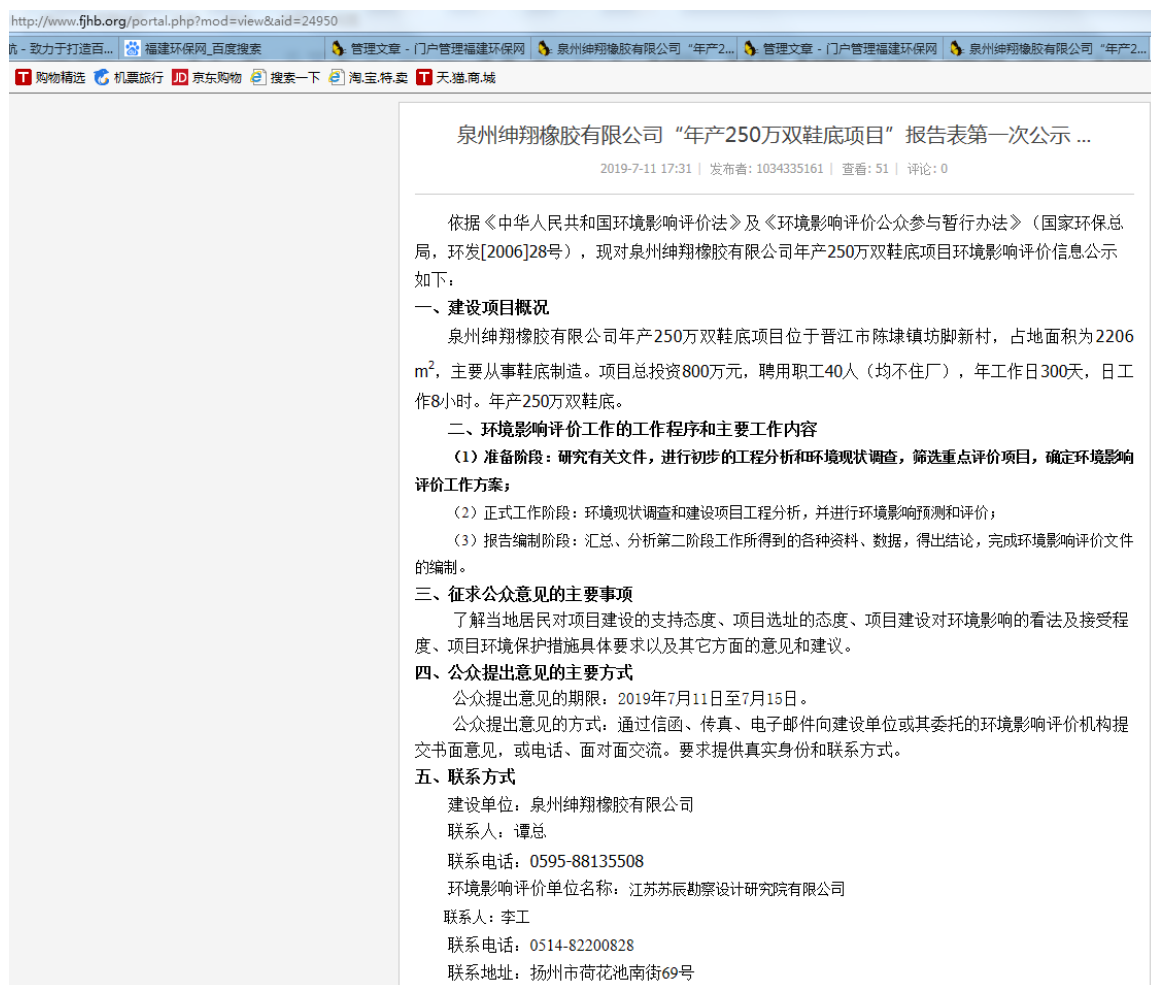 http://www.fjhb.org/portal.php?mod=view&aid=24950
航 - 致力于打造百... 福建环保网_百度搜索 管理文章 - 门户管理福建环保网 泉州绅翔橡胶有限公司“年产2... 管理文章 - 门户管理福建环保网 泉州绅翔橡胶有限公司“年产2...
购物精选 机票旅行 JD 京东购物 搜索一下 淘.宝.特.卖 天.猫.商.城
泉州绅翔橡胶有限公司“年产250万双鞋底项目”报告表第一次公示 ...
2019-7-11 17:31 | 发布者: 1034335161 | 查看: 51 | 评论: 0
依据《中华人民共和国环境影响评价法》及《环境影响评价公众参与暂行办法》（国家环保总
局，环发[2006]28号），现对泉州绅翔橡胶有限公司年产250万双鞋底项目环境影响评价信息公示
如下：
一、建设项目概况
泉州绅翔橡胶有限公司年产250万双鞋底项目位于晋江市陈埭镇坊脚新村，占地面积为2206
m²，主要从事鞋底制造。项目总投资800万元，聘用职工40人（均不住厂），年工作日300天，日工
作8小时。年产250万双鞋底。
二、环境影响评价工作的工作程序和主要工作内容
（1）准备阶段：研究有关文件，进行初步的工程分析和环境现状调查，筛选重点评价项目，确定环境影响
评价工作方案；
（2）正式工作阶段：环境现状调查和建设项目工程分析，并进行环境影响预测和评价；
（3）报告编制阶段：汇总、分析第二阶段工作所得到的各种资料、数据，得出结论，完成环境影响评价文件
的编制。
三、征求公众意见的主要事项
了解当地居民对项目建设的支持态度、项目选址的态度、项目建设对环境影响的看法及接受程
度、项目环境保护措施具体要求以及其它方面的意见和建议。
四、公众提出意见的主要方式
公众提出意见的期限：2019年7月11日至7月15日。
公众提出意见的方式：通过信函、传真、电子邮件向建设单位或其委托的环境影响评价机构提
交书面意见，或电话、面对面交流。要求提供真实身份和联系方式。
五、联系方式
建设单位：泉州绅翔橡胶有限公司
联系人：谭总
联系电话：0595-88135508
环境影响评价单位名称：江苏苏辰勘察设计研究院有限公司
联系人：李工
联系电话：0514-82200828
联系地址：扬州市荷花池南街69号